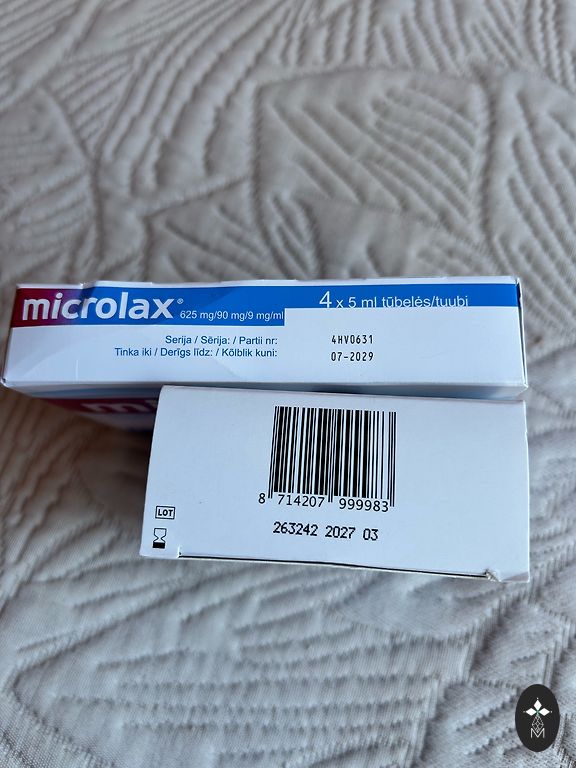 microlax® 625 mg/90 mg/9 mg/ml 4 x 5 ml tūbelės/tuubi
Serija / Sērija: / Partii nr: 4HV0631
Tinka iki / Derīgs līdz: / Kõlblik kuni: 07-2029
8 714207 999983
LOT
263242 2027 03
M